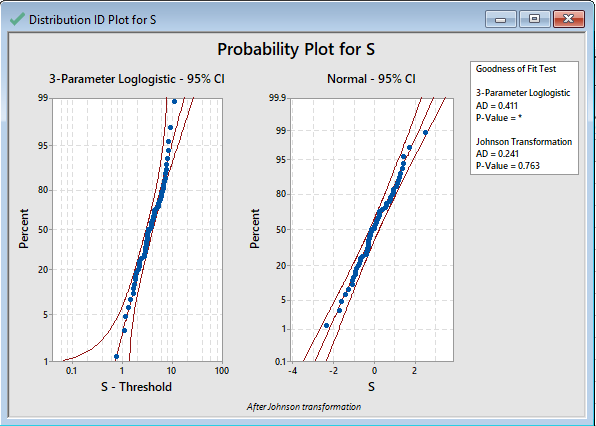 Distribution ID Plot for S
Probability Plot for S
3-Parameter Loglogistic - 95% CI
Normal - 95% CI
Goodness of Fit Test
3-Parameter Loglogistic
AD = 0.411
P-Value = *
Johnson Transformation
AD = 0.241
P-Value = 0.763
Percent
99
95
80
50
20
5
1
0.1 1 10 100
S - Threshold
Percent
99.9
99
95
80
50
20
5
1
0.1
-4 -2 0 2
S
After Johnson transformation